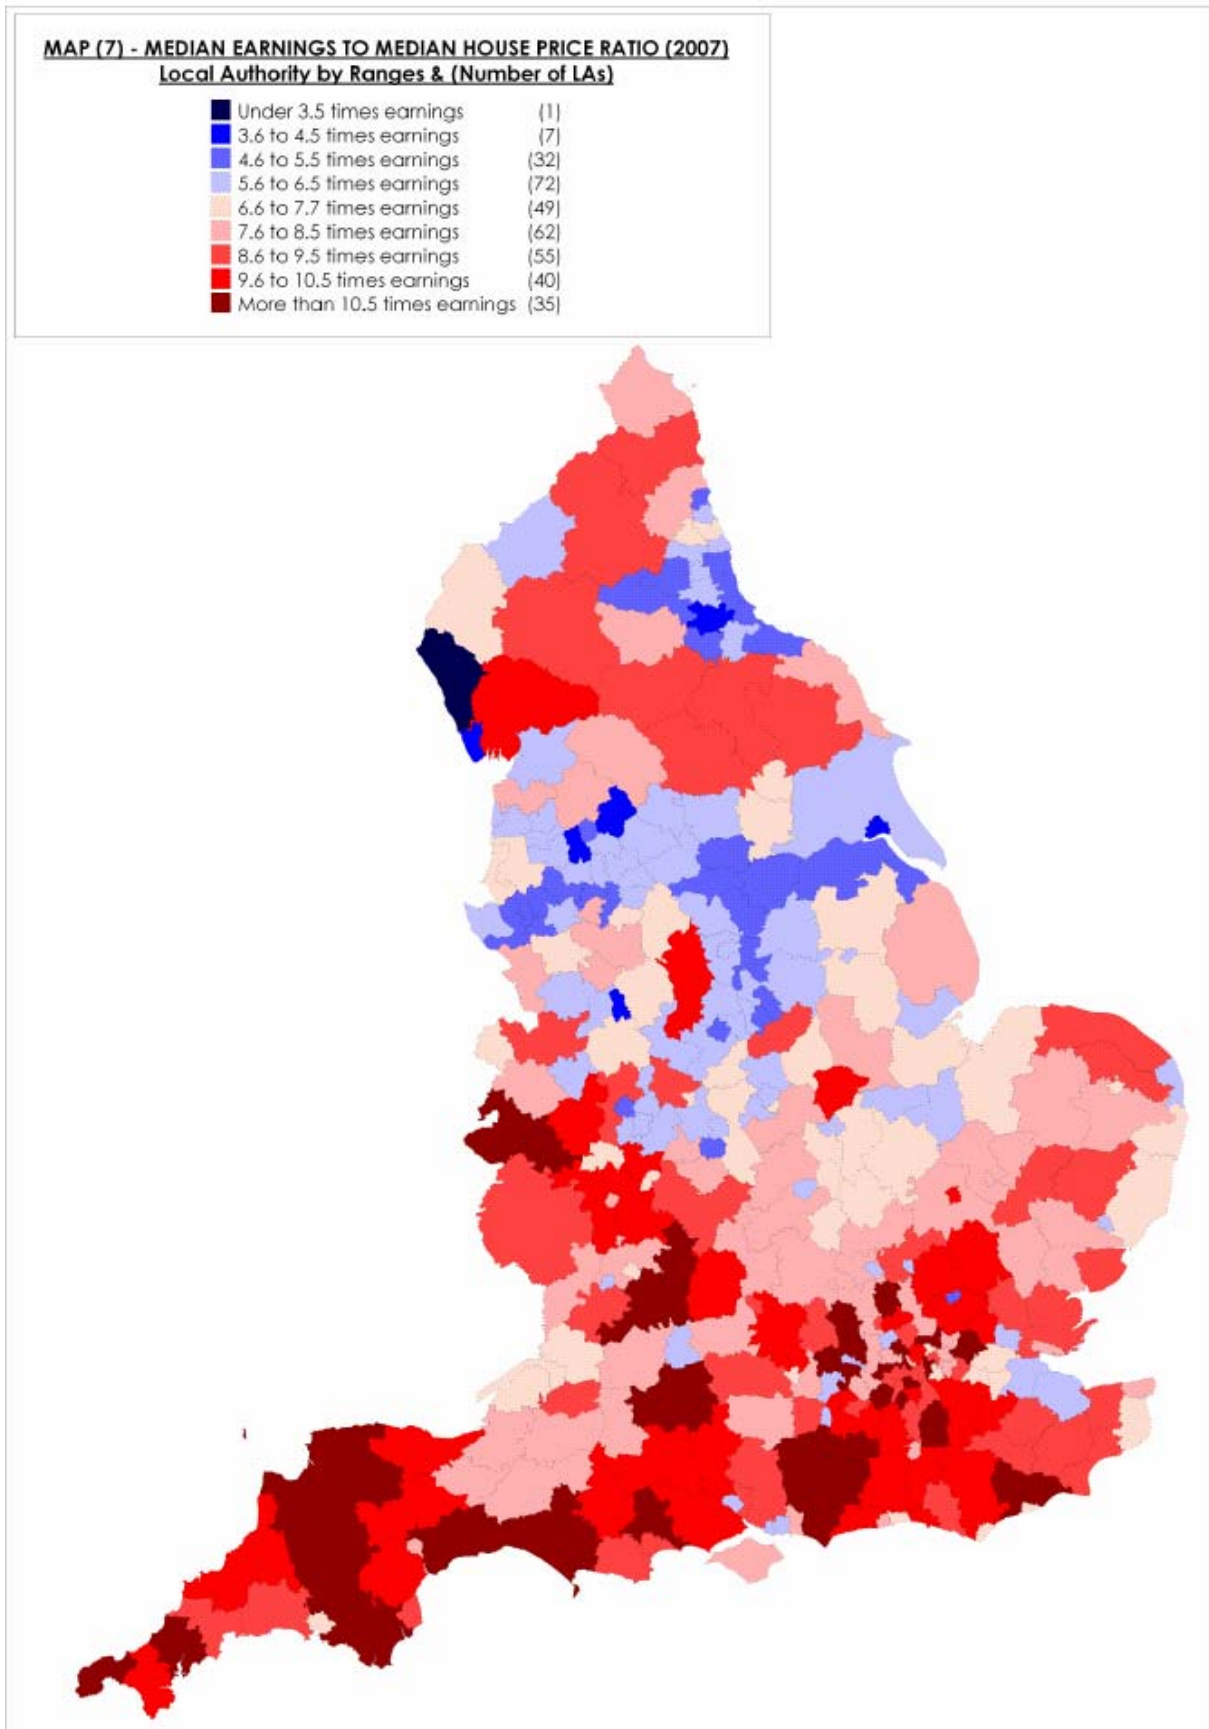 MAP (7) - MEDIAN EARNINGS TO MEDIAN HOUSE PRICE RATIO (2007)
Local Authority by Ranges & (Number of LAs)
Under 3.5 times earnings (1)
3.6 to 4.5 times earnings (7)
4.6 to 5.5 times earnings (32)
5.6 to 6.5 times earnings (72)
6.6 to 7.7 times earnings (49)
7.6 to 8.5 times earnings (62)
8.6 to 9.5 times earnings (55)
9.6 to 10.5 times earnings (40)
More than 10.5 times earnings (35)